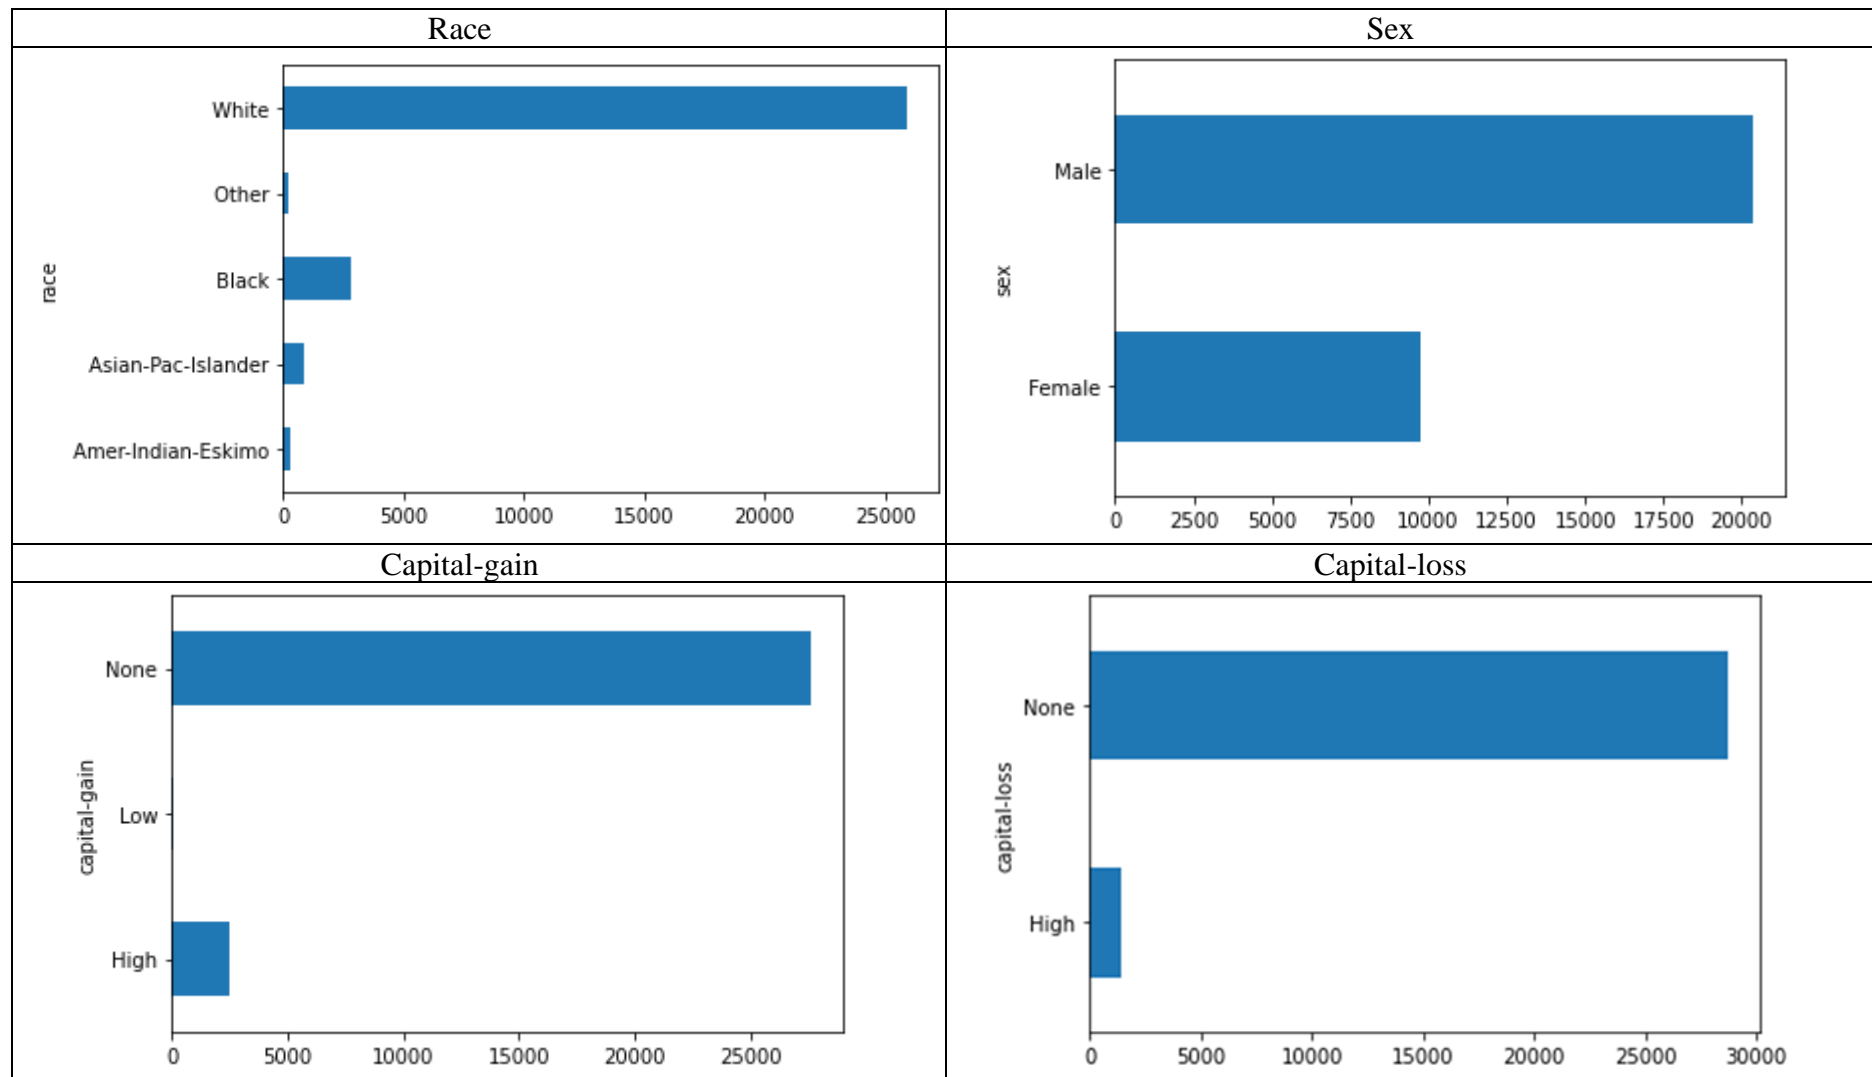 Race
Sex
White
Other
Black
Asian-Pac-Islander
Amer-Indian-Eskimo
race
0 5000 10000 15000 20000 25000
Male
Female
sex
0 2500 5000 7500 10000 12500 15000 17500 20000
Capital-gain
Capital-loss
None
Low
High
capital-gain
0 5000 10000 15000 20000 25000
None
High
capital-loss
0 5000 10000 15000 20000 25000 30000